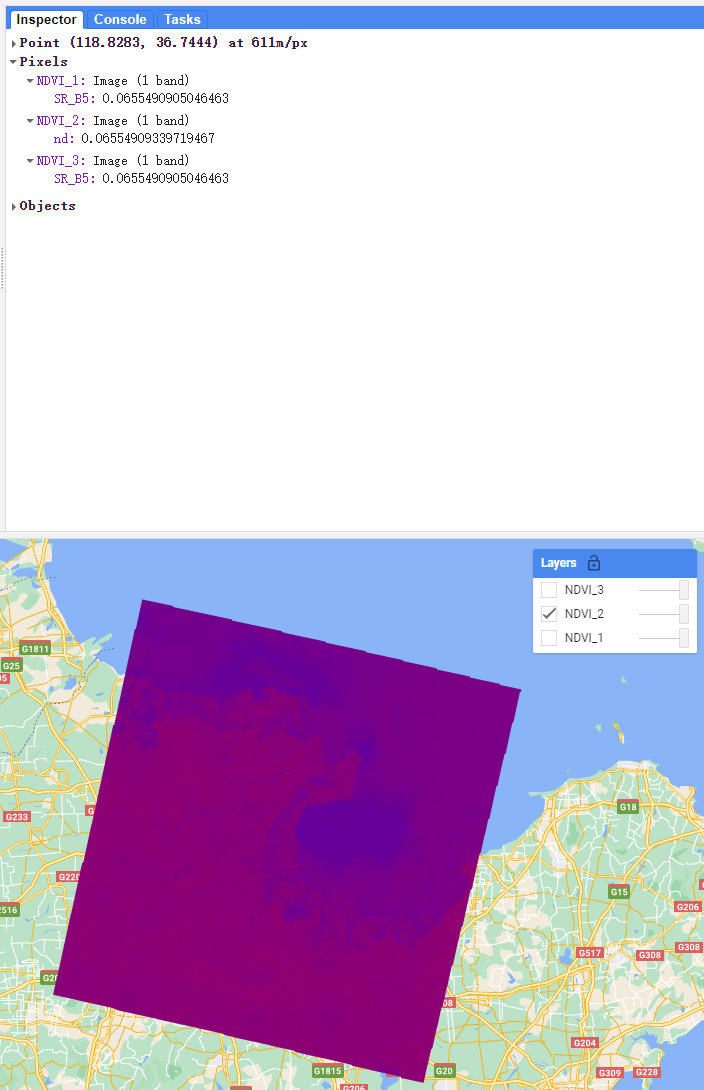 Inspector Console Tasks
Point (118.8283, 36.7444) at 611m/px
Pixels
NDVI_1: Image (1 band)
SR_B5: 0.0655490905046463
NDVI_2: Image (1 band)
nd: 0.06554909339719467
NDVI_3: Image (1 band)
SR_B5: 0.0655490905046463
Objects
Layers
NDVI_3
NDVI_2
NDVI_1
G1811
G25
G18
G233
G220
G15
G206
G517
G308
G308
G204
G1815
G20
G309
G228
G206